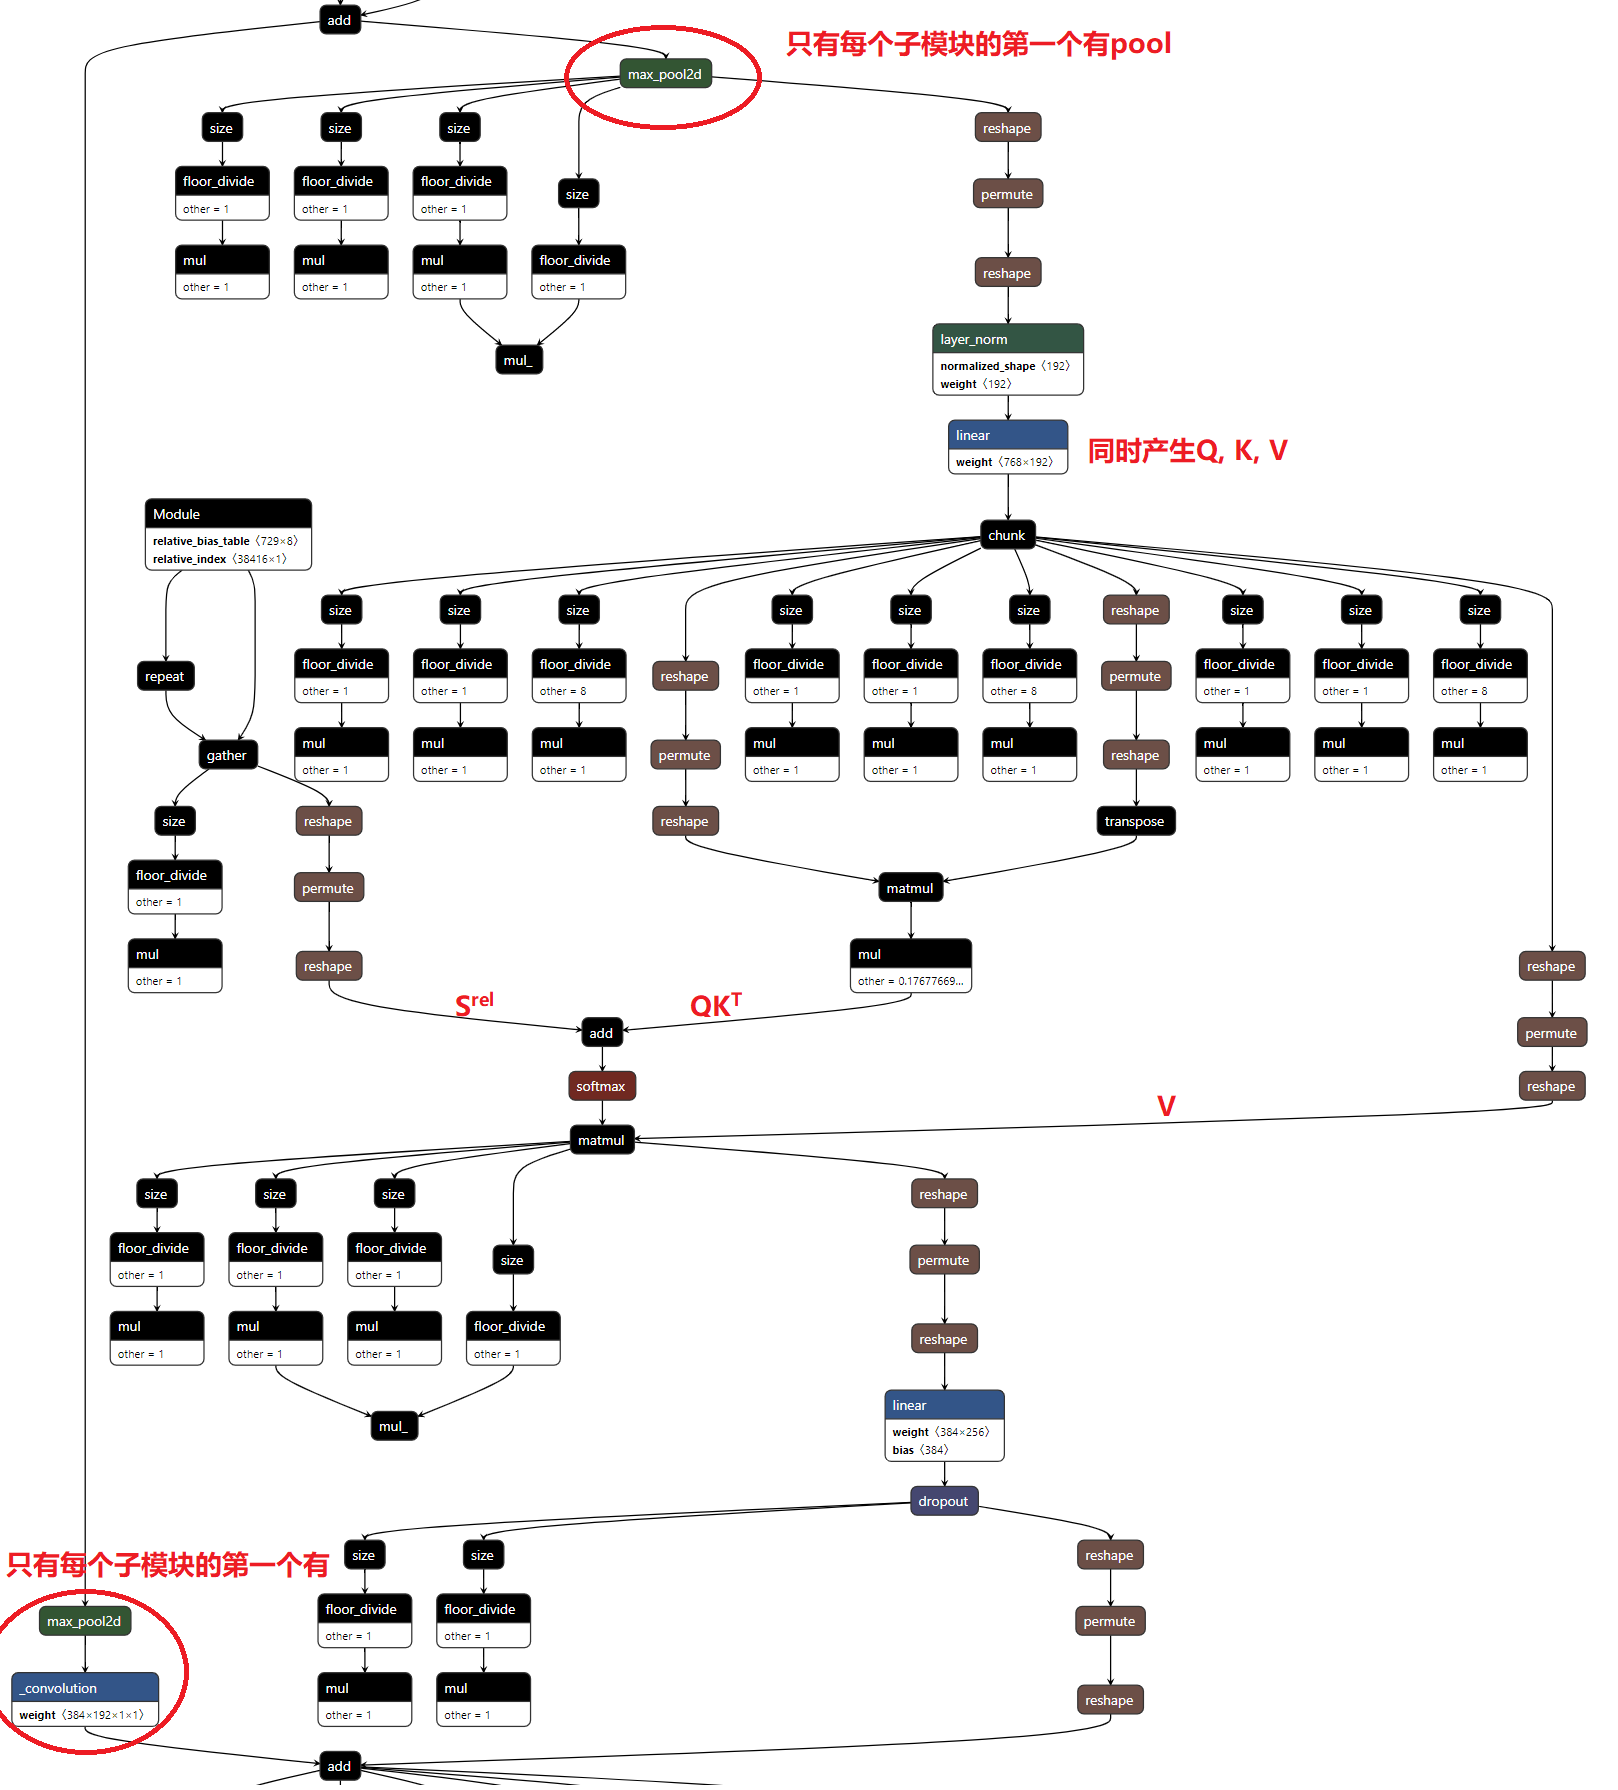 add
只有每个子模块的第一个有pool
max_pool2d
size
size
size
reshape
floor_divide
other = 1
floor_divide
other = 1
floor_divide
other = 1
size
permute
mul
other = 1
mul
other = 1
mul
other = 1
floor_divide
other = 1
reshape
mul_
layer_norm
normalized_shape〈192〉
weight〈192〉
linear
weight〈768×192〉
同时产生Q, K, V
Module
relative_bias_table〈729×8〉
relative_index〈38416×1〉
chunk
size
size
size
size
size
size
reshape
size
size
size
repeat
floor_divide
other = 1
floor_divide
other = 1
floor_divide
other = 8
reshape
floor_divide
other = 1
floor_divide
other = 1
floor_divide
other = 8
permute
floor_divide
other = 1
floor_divide
other = 1
floor_divide
other = 8
gather
mul
other = 1
mul
other = 1
mul
other = 1
permute
mul
other = 1
mul
other = 1
mul
other = 1
reshape
mul
other = 1
mul
other = 1
mul
other = 1
size
reshape
reshape
transpose
floor_divide
other = 1
permute
matmul
mul
other = 1
reshape
mul
other = 0.17677669...
reshape
Srel
QKT
add
permute
softmax
reshape
V
matmul
size
size
size
reshape
floor_divide
other = 1
floor_divide
other = 1
floor_divide
other = 1
size
permute
mul
other = 1
mul
other = 1
mul
other = 1
floor_divide
other = 1
reshape
mul_
linear
weight〈384×256〉
bias〈384〉
dropout
只有每个子模块的第一个有
size
size
reshape
max_pool2d
floor_divide
other = 1
floor_divide
other = 1
permute
_convolution
weight〈384×192×1×1〉
mul
other = 1
mul
other = 1
reshape
add